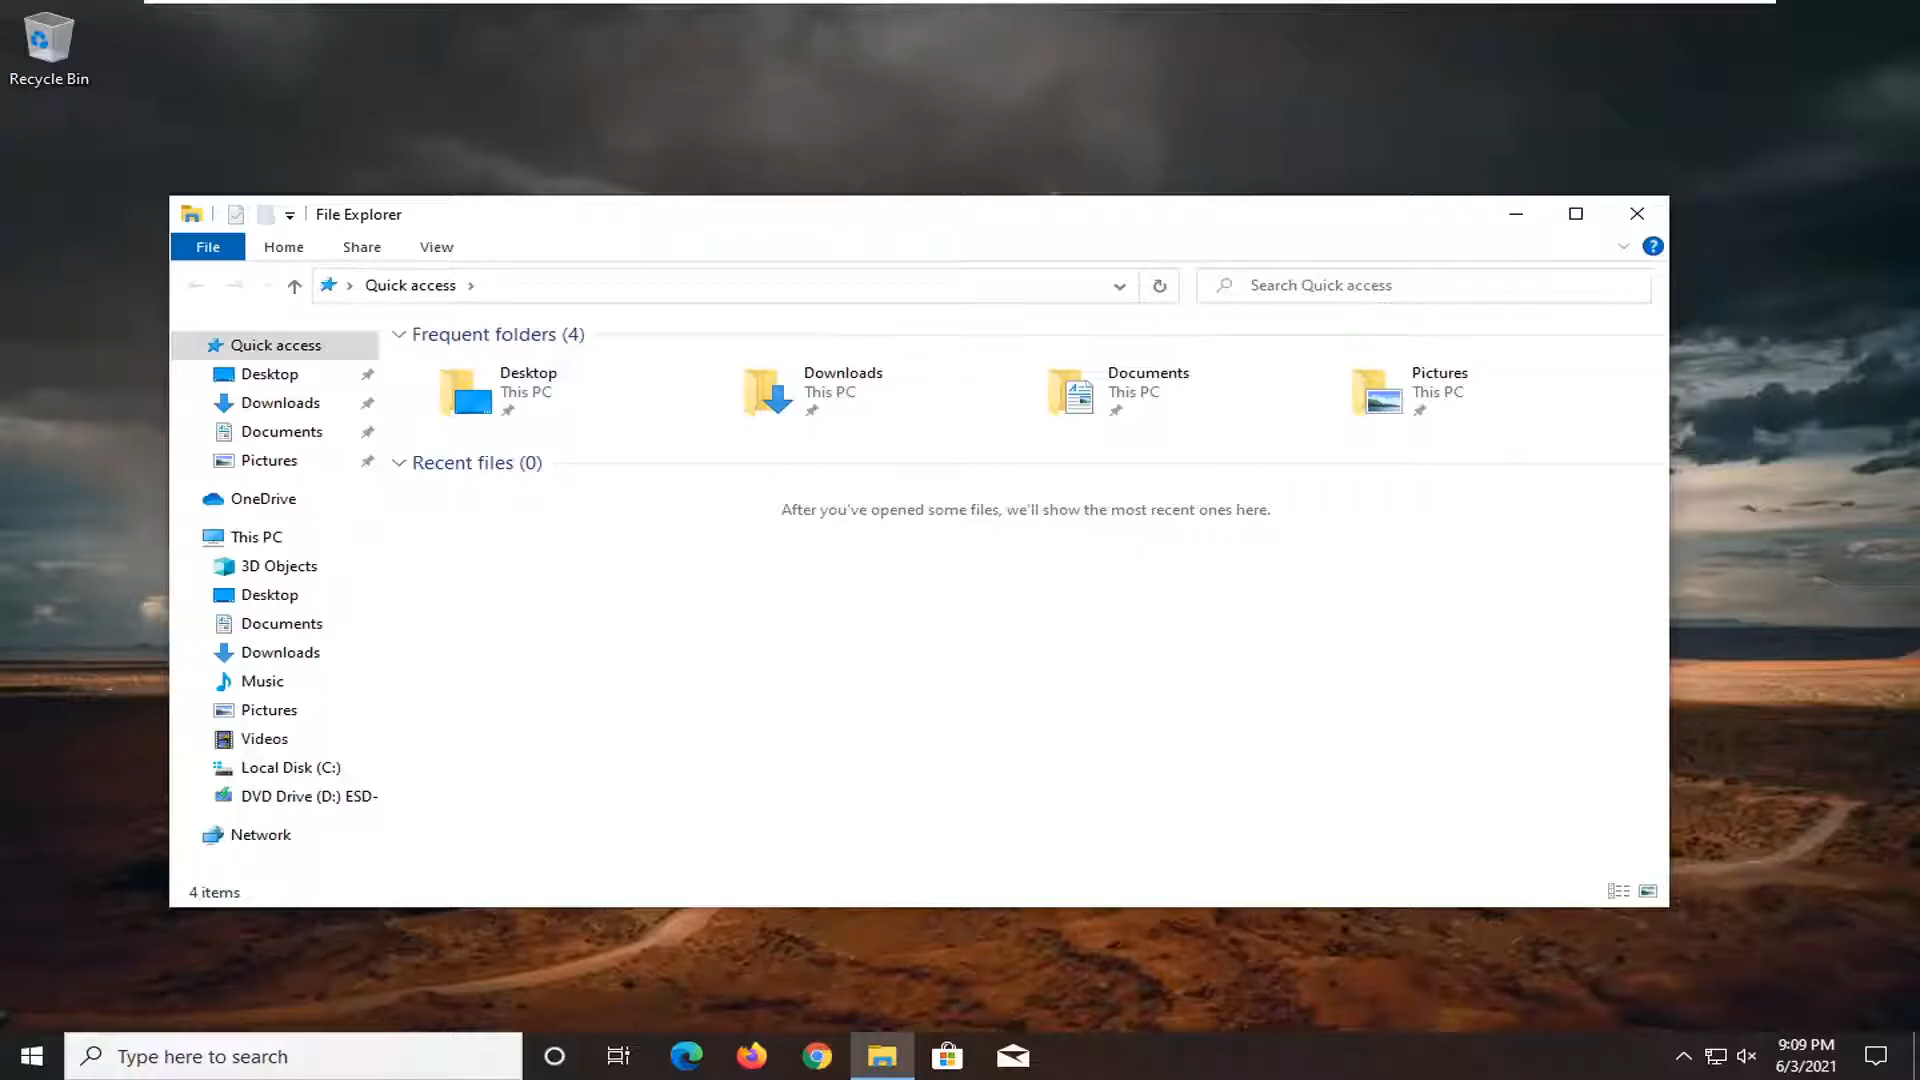 Recycle Bin
File Explorer
File Home Share View
?
Quick access
Search Quick access
Quick access
Desktop
Downloads
Documents
Pictures
OneDrive
This PC
3D Objects
Desktop
Documents
Downloads
Music
Pictures
Videos
Local Disk (C:)
DVD Drive (D:) ESD-
Network
Frequent folders (4)
Desktop
This PC
Downloads
This PC
Documents
This PC
Pictures
This PC
Recent files (0)
After you've opened some files, we'll show the most recent ones here.
4 items
Type here to search
9:09 PM
6/3/2021